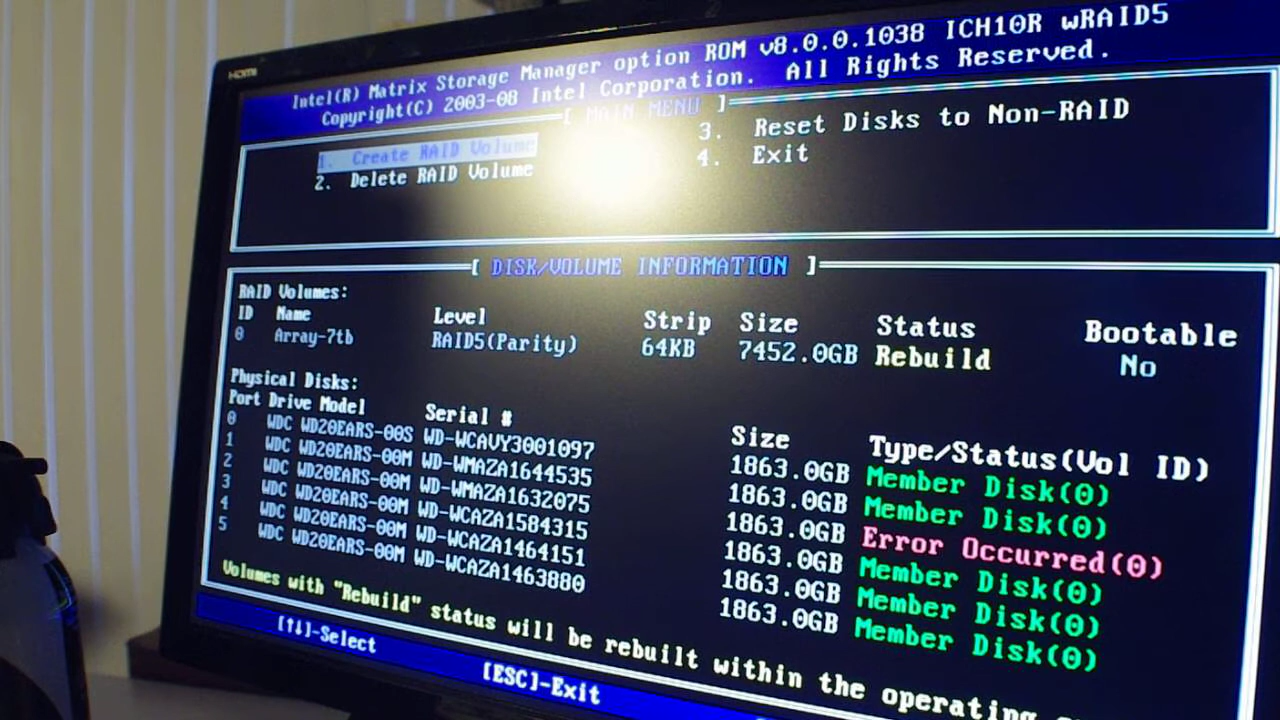 HDMI
Intel(R) Matrix Storage Manager option ROM v8.0.0.1038 ICH10R wRAID5
Copyright(C) 2003-08 Intel Corporation. All Rights Reserved.
[ MAIN MENU ]
1. Create RAID Volume 3. Reset Disks to Non-RAID
2. Delete RAID Volume 4. Exit
[ DISK/VOLUME INFORMATION ]
RAID Volumes:
ID Name Level Strip Size Status Bootable
0 Array-7tb RAID5(Parity) 64KB 7452.0GB Rebuild No
Physical Disks:
Port Drive Model Serial # Size Type/Status(Vol ID)
0 WDC WD20EARS-00S WD-WCAVY3001097 1863.0GB Member Disk(0)
1 WDC WD20EARS-00M WD-WMAZA1644535 1863.0GB Member Disk(0)
2 WDC WD20EARS-00M WD-WMAZA1632075 1863.0GB Error Occurred(0)
3 WDC WD20EARS-00M WD-WCAZA1584315 1863.0GB Member Disk(0)
4 WDC WD20EARS-00M WD-WCAZA1464151 1863.0GB Member Disk(0)
5 WDC WD20EARS-00M WD-WCAZA1463880 1863.0GB Member Disk(0)
Volumes with "Rebuild" status will be rebuilt within the operating
[↑↓]-Select [ESC]-Exit